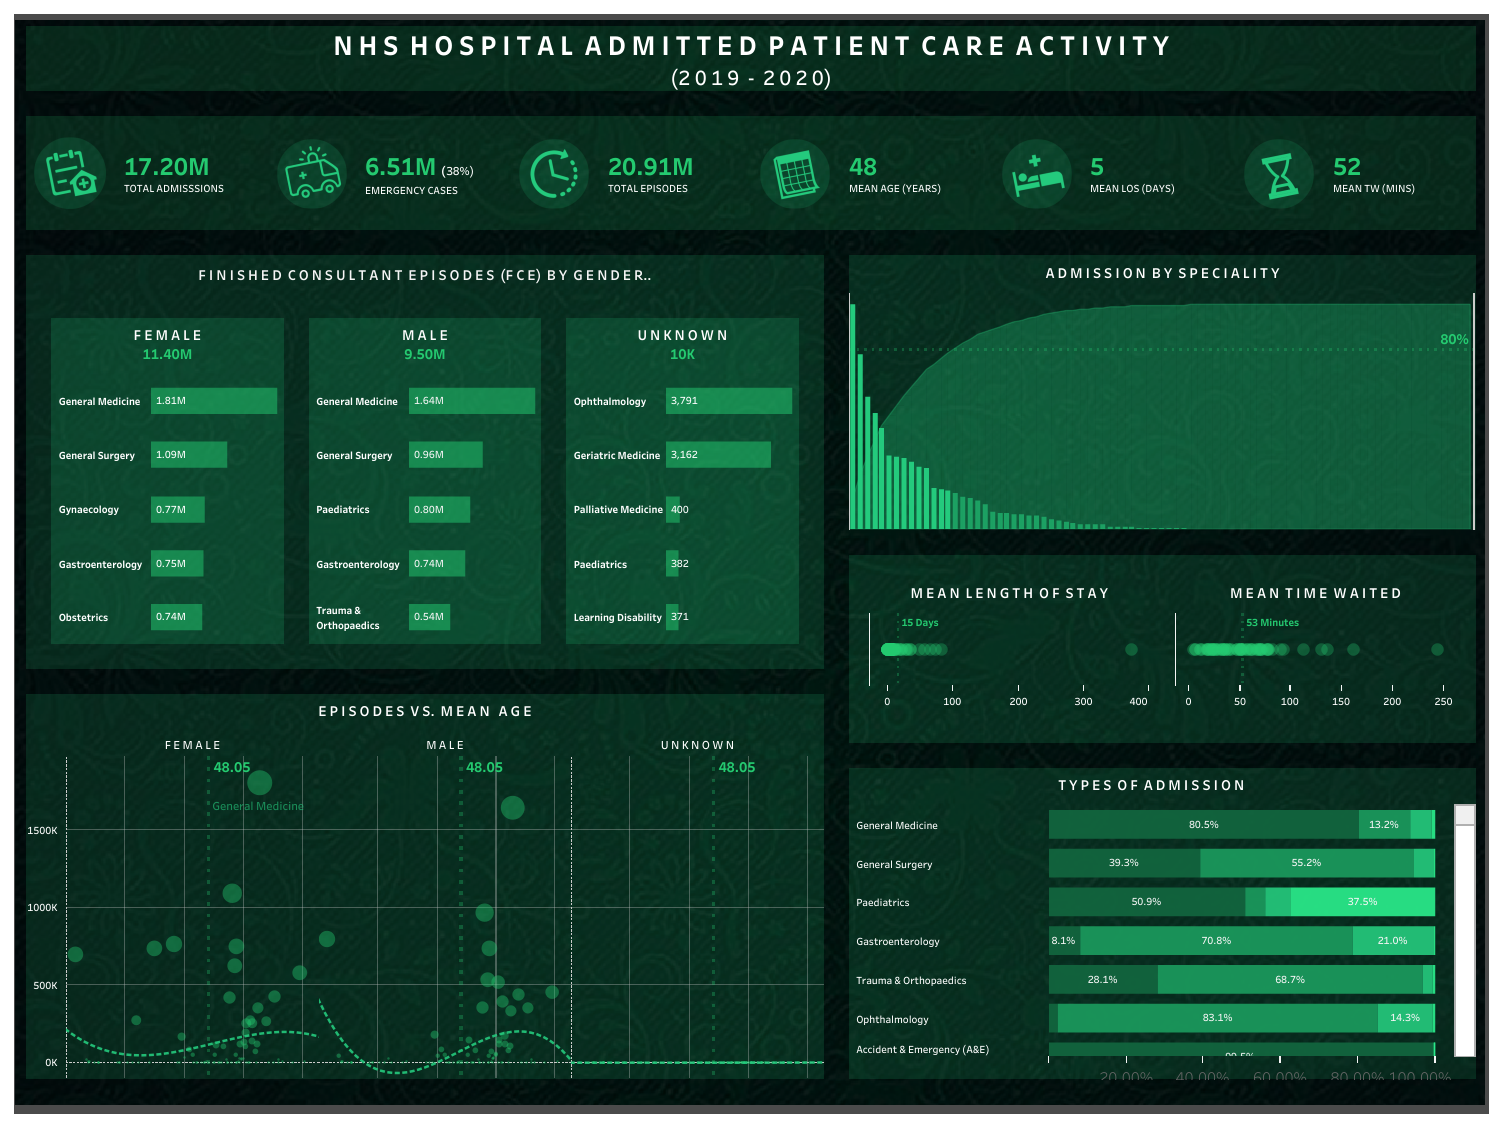 NHS HOSPITAL ADMITTED PATIENT CARE ACTIVITY
(2019 - 2020)
17.20M
TOTAL ADMISSSIONS
6.51M (38%)
EMERGENCY CASES
20.91M
TOTAL EPISODES
48
MEAN AGE (YEARS)
5
MEAN LOS (DAYS)
52
MEAN TW (MINS)
FINISHED CONSULTANT EPISODES (FCE) BY GENDER..
FEMALE
11.40M
General Medicine 1.81M
General Surgery 1.09M
Gynaecology 0.77M
Gastroenterology 0.75M
Obstetrics 0.74M
MALE
9.50M
General Medicine 1.64M
General Surgery 0.96M
Paediatrics 0.80M
Gastroenterology 0.74M
Trauma &
Orthopaedics 0.54M
UNKNOWN
10K
Ophthalmology 3,791
Geriatric Medicine 3,162
Palliative Medicine 400
Paediatrics 382
Learning Disability 371
ADMISSION BY SPECIALITY
80%
MEAN LENGTH OF STAY
15 Days
0 100 200 300 400
MEAN TIME WAITED
53 Minutes
0 50 100 150 200 250
EPISODES VS. MEAN AGE
FEMALE MALE UNKNOWN
48.05 48.05 48.05
General Medicine
1500K
1000K
500K
0K
TYPES OF ADMISSION
General Medicine 80.5% 13.2%
General Surgery 39.3% 55.2%
Paediatrics 50.9% 37.5%
Gastroenterology 8.1% 70.8% 21.0%
Trauma & Orthopaedics 28.1% 68.7%
Ophthalmology 83.1% 14.3%
Accident & Emergency (A&E)
20.00% 40.00% 60.00% 80.00% 100.00%